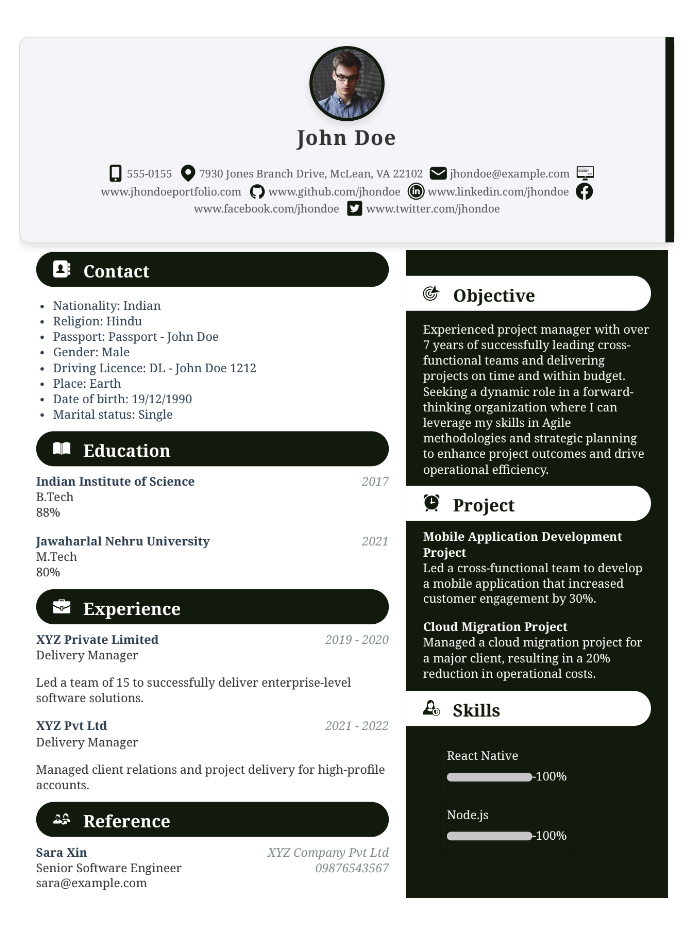 John Doe
555-0155 7930 Jones Branch Drive, McLean, VA 22102 jhondoe@example.com
www.jhondoeportfolio.com www.github.com/jhondoe www.linkedin.com/jhondoe
www.facebook.com/jhondoe www.twitter.com/jhondoe
Contact
• Nationality: Indian
• Religion: Hindu
• Passport: Passport - John Doe
• Gender: Male
• Driving Licence: DL - John Doe 1212
• Place: Earth
• Date of birth: 19/12/1990
• Marital status: Single
Education
Indian Institute of Science 2017
B.Tech
88%
Jawaharlal Nehru University 2021
M.Tech
80%
Experience
XYZ Private Limited 2019 - 2020
Delivery Manager
Led a team of 15 to successfully deliver enterprise-level
software solutions.
XYZ Pvt Ltd 2021 - 2022
Delivery Manager
Managed client relations and project delivery for high-profile
accounts.
Reference
Sara Xin XYZ Company Pvt Ltd
Senior Software Engineer 09876543567
sara@example.com
Objective
Experienced project manager with over
7 years of successfully leading cross-
functional teams and delivering
projects on time and within budget.
Seeking a dynamic role in a forward-
thinking organization where I can
leverage my skills in Agile
methodologies and strategic planning
to enhance project outcomes and drive
operational efficiency.
Project
Mobile Application Development
Project
Led a cross-functional team to develop
a mobile application that increased
customer engagement by 30%.
Cloud Migration Project
Managed a cloud migration project for
a major client, resulting in a 20%
reduction in operational costs.
Skills
React Native
-100%
Node.js
-100%